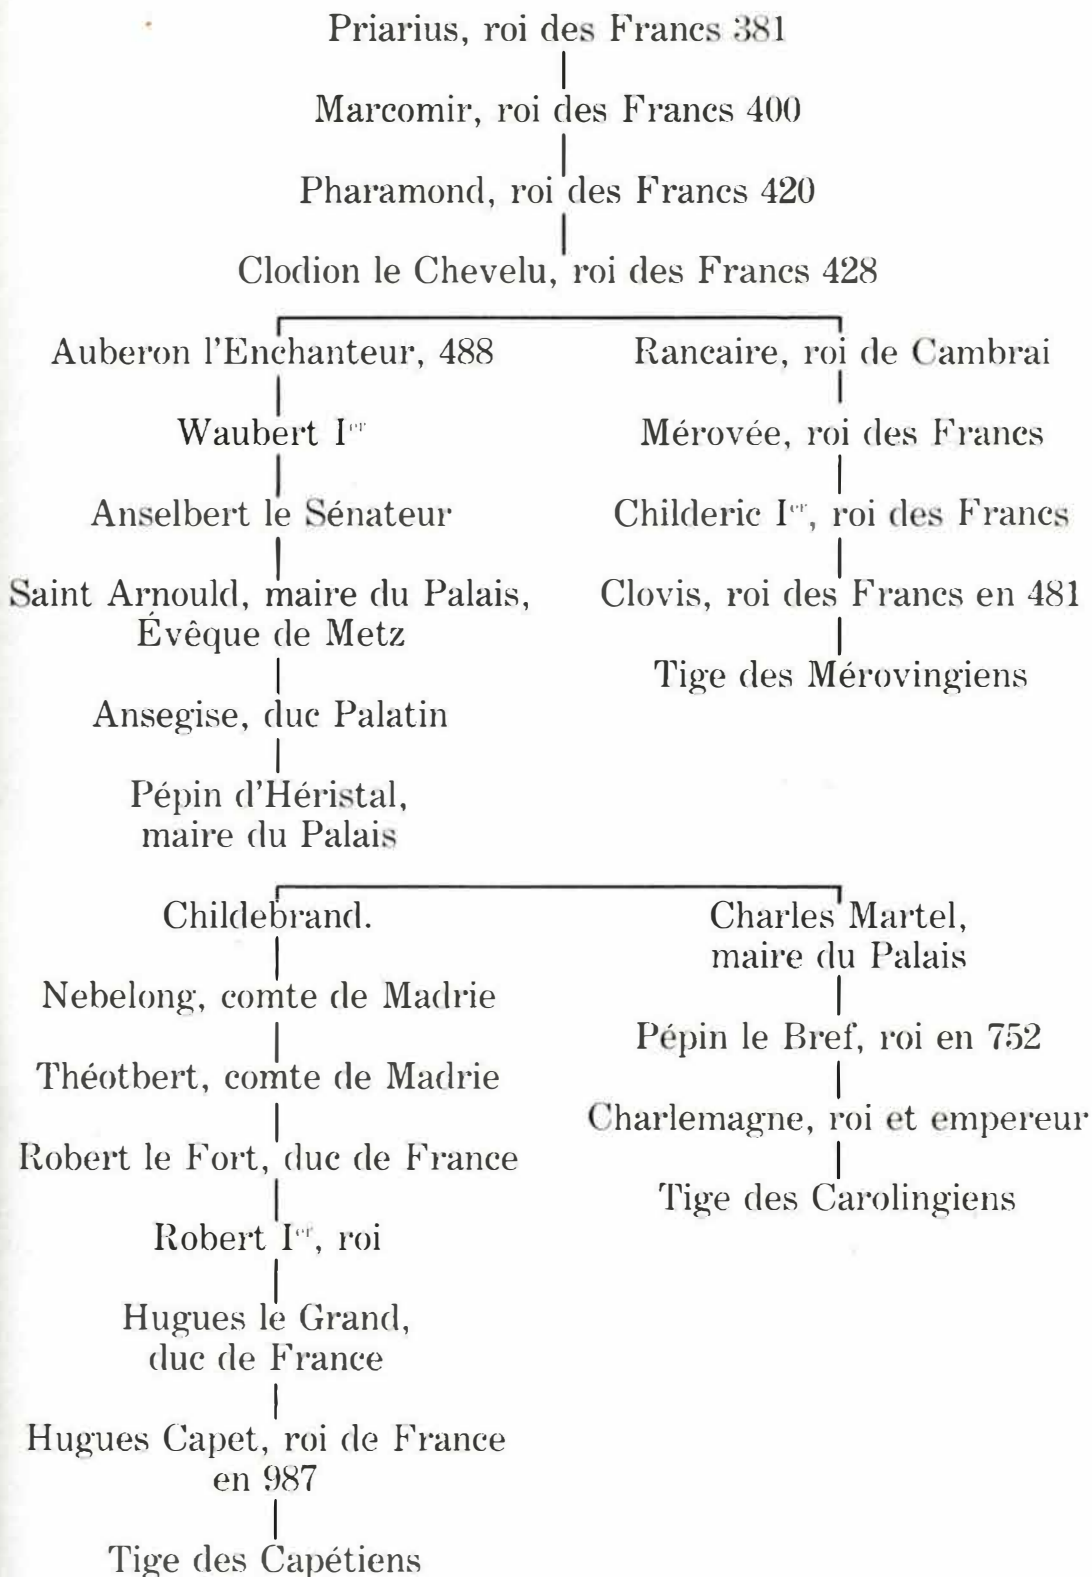 Priarius, roi des Francs 381
Marcomir, roi des Francs 400
Pharamond, roi des Francs 420
Clodion le Chevelu, roi des Francs 428
Auberon l'Enchanteur, 488
Waubert Ier
Anselbert le Sénateur
Saint Arnould, maire du Palais,
Évêque de Metz
Ansegise, duc Palatin
Pépin d'Héristal,
maire du Palais
Rancaire, roi de Cambrai
Mérovée, roi des Francs
Childeric Ier, roi des Francs
Clovis, roi des Francs en 481
Tige des Mérovingiens
Childebrand.
Nebelong, comte de Madrie
Théotbert, comte de Madrie
Robert le Fort, duc de France
Robert Ier, roi
Hugues le Grand,
duc de France
Hugues Capet, roi de France
en 987
Tige des Capétiens
Charles Martel,
maire du Palais
Pépin le Bref, roi en 752
Charlemagne, roi et empereur
Tige des Carolingiens